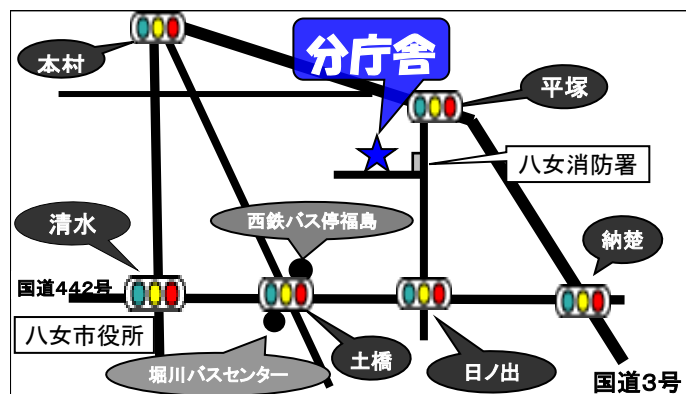 分庁舎
本村
平塚
八女消防署
清水
西鉄バス停福島
納楚
国道442号
八女市役所
土橋
日ノ出
堀川バスセンター
国道3号